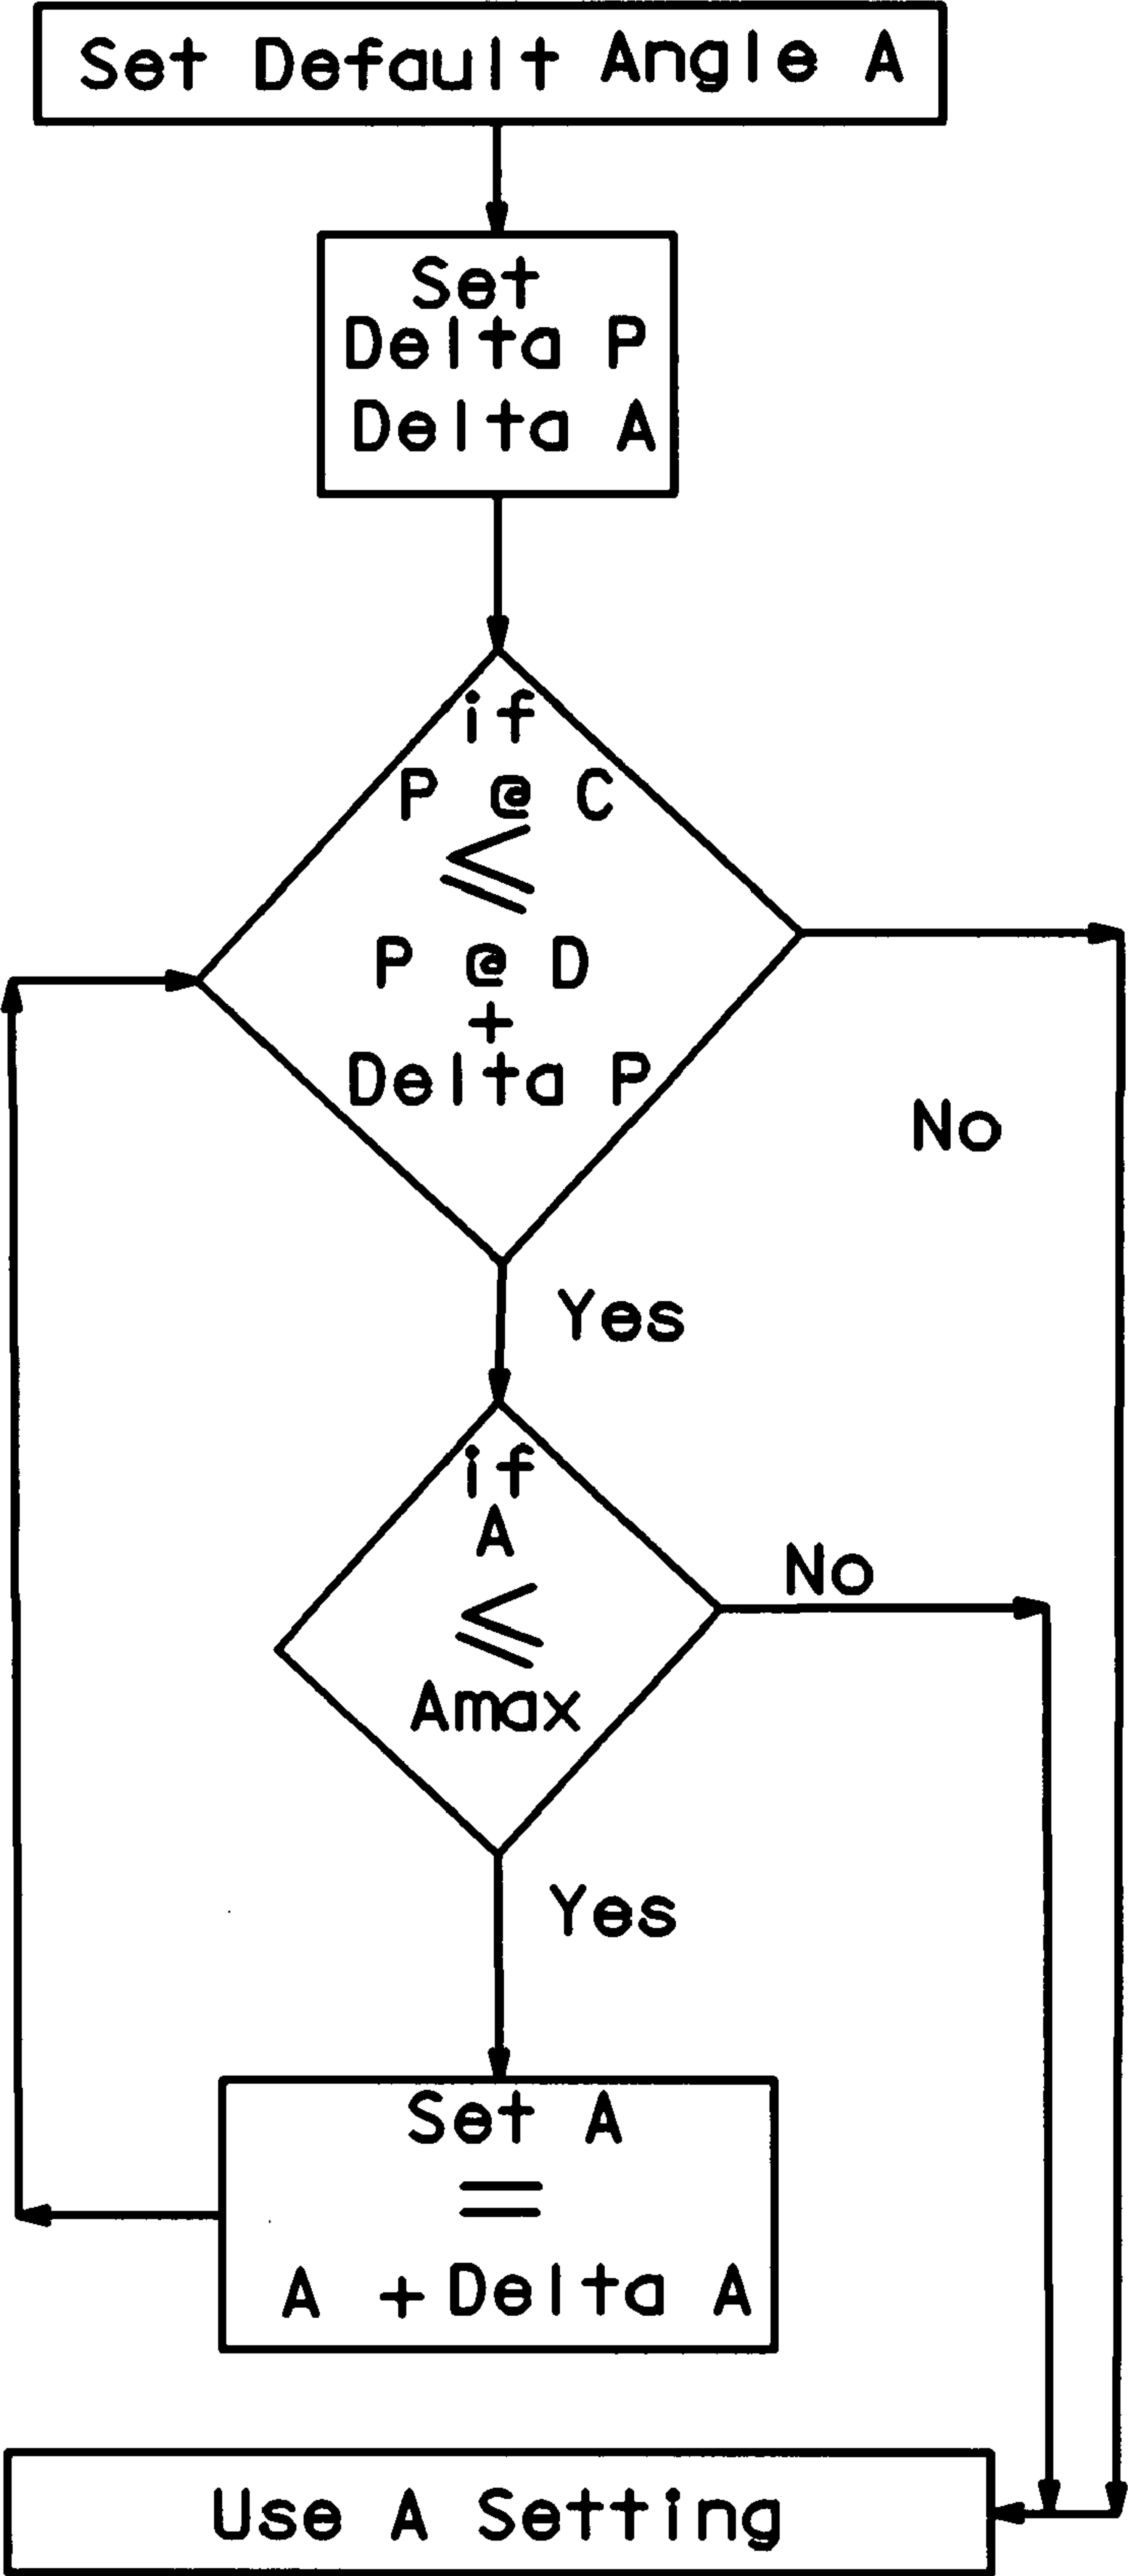 Set Default Angle A
Set
Delta P
Delta A
if
P @ C
≤
P @ D
+
Delta P
No
Yes
if
A
≤
Amax
No
Yes
Set A
=
A + Delta A
Use A Setting